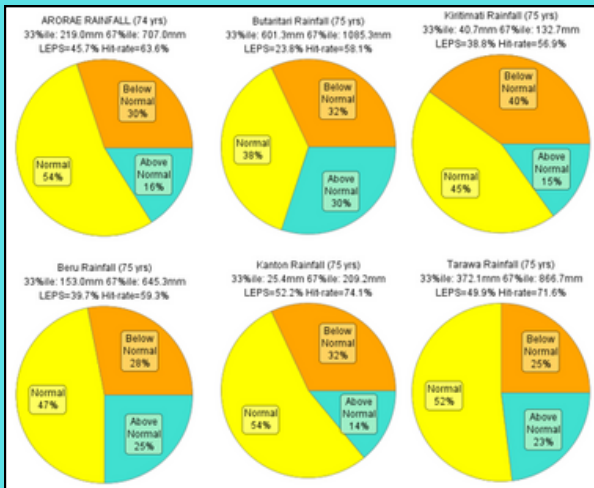 ARORAE RAINFALL (74 yrs)
33%ile: 219.0mm 67%ile: 707.0mm
LEPS=45.7% Hit-rate=63.6%
Below
Normal
30%
Normal
54%
Above
Normal
16%
Butaritari Rainfall (75 yrs)
33%ile: 601.3mm 67%ile: 1085.3mm
LEPS=23.8% Hit-rate=58.1%
Below
Normal
32%
Normal
38%
Above
Normal
30%
Kiritimati Rainfall (75 yrs)
33%ile: 40.7mm 67%ile: 132.7mm
LEPS=38.8% Hit-rate=56.9%
Below
Normal
40%
Normal
45%
Above
Normal
15%
Beru Rainfall (75 yrs)
33%ile: 153.0mm 67%ile: 645.3mm
LEPS=39.7% Hit-rate=59.3%
Below
Normal
28%
Normal
47%
Above
Normal
25%
Kanton Rainfall (75 yrs)
33%ile: 25.4mm 67%ile: 209.2mm
LEPS=52.2% Hit-rate=74.1%
Below
Normal
32%
Normal
54%
Above
Normal
14%
Tarawa Rainfall (75 yrs)
33%ile: 372.1mm 67%ile: 866.7mm
LEPS=49.9% Hit-rate=71.6%
Below
Normal
25%
Normal
52%
Above
Normal
23%